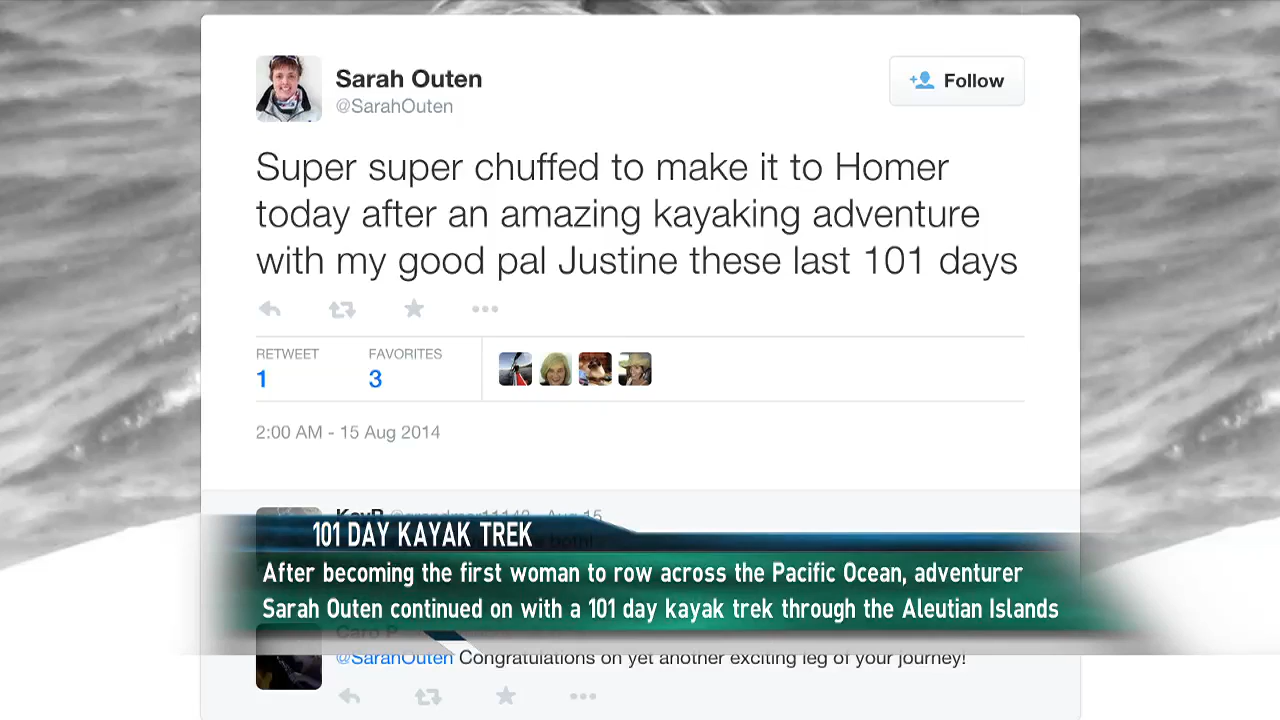 Sarah Outen
@SarahOuten
Follow
Super super chuffed to make it to Homer
today after an amazing kayaking adventure
with my good pal Justine these last 101 days
RETWEET
1
FAVORITES
3
2:00 AM - 15 Aug 2014
Aug 15
101 DAY KAYAK TREK
After becoming the first woman to row across the Pacific Ocean, adventurer
Sarah Outen continued on with a 101 day kayak trek through the Aleutian Islands
Caro P
@SarahOuten Congratulations on yet another exciting leg of your journey!